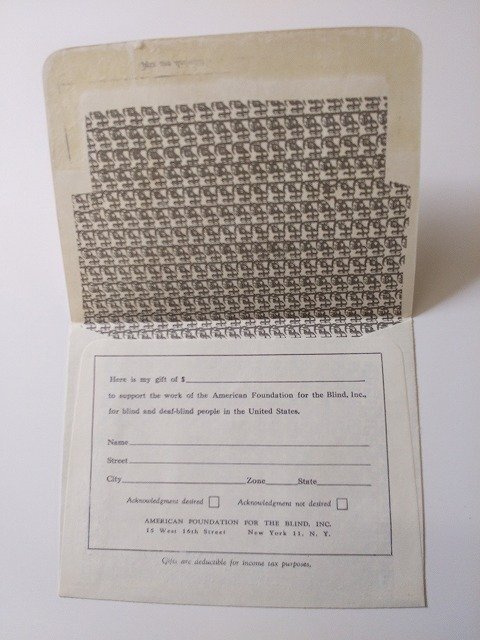 Here is my gift of $
to support the work of the American Foundation for the Blind, Inc.,
for blind and deaf-blind people in the United States.
Name
Street
City Zone State
Acknowledgment desired Acknowledgment not desired
AMERICAN FOUNDATION FOR THE BLIND, INC.
15 West 16th Street New York 11, N. Y.
Gifts are deductible for income tax purposes.